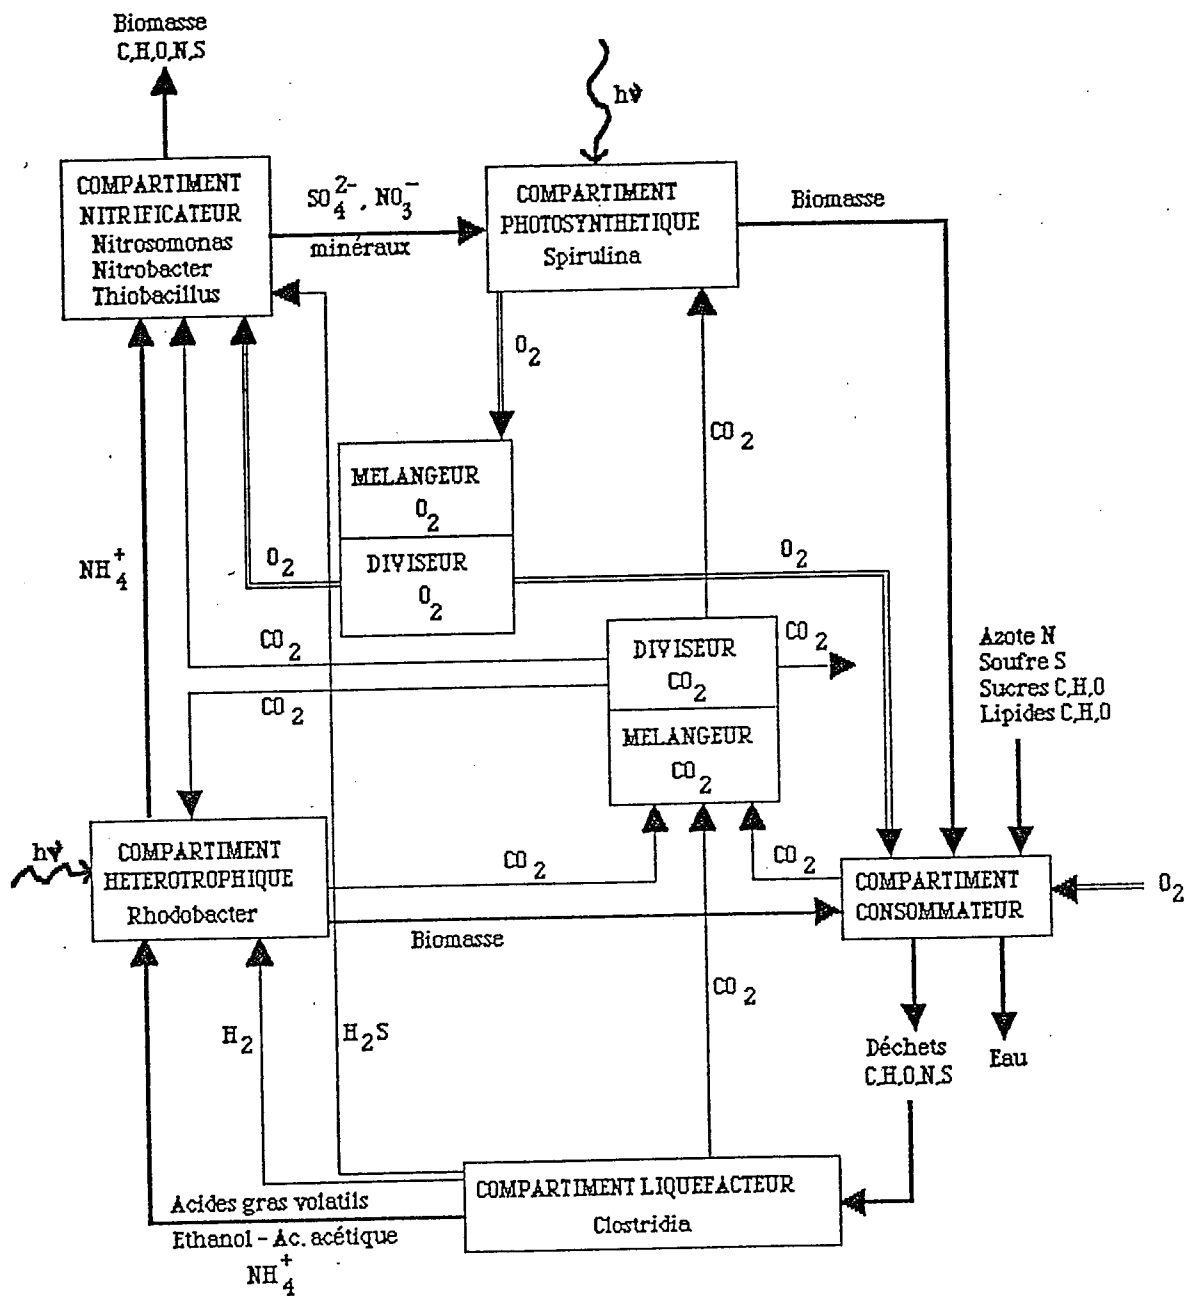 Biomasse
C,H,O,N,S
hν
COMPARTIMENT
NITRIFICATEUR
Nitrosomonas
Nitrobacter
Thiobacillus
SO₄²⁻, NO₃⁻
minéraux
COMPARTIMENT
PHOTOSYNTHETIQUE
Spirulina
Biomasse
O₂
CO₂
MELANGEUR
O₂
DIVISEUR
O₂
NH₄⁺
O₂
O₂
CO₂
CO₂
DIVISEUR
CO₂
MELANGEUR
CO₂
CO₂
Azote N
Soufre S
Sucres C,H,O
Lipides C,H,O
hν
COMPARTIMENT
HETEROTROPHIQUE
Rhodobacter
CO₂
CO₂
COMPARTIMENT
CONSOMMATEUR
O₂
Biomasse
CO₂
H₂
H₂S
Déchets
C,H,O,N,S
Eau
COMPARTIMENT LIQUEFACTEUR
Clostridia
Acides gras volatils
Ethanol - Ac. acétique
NH₄⁺